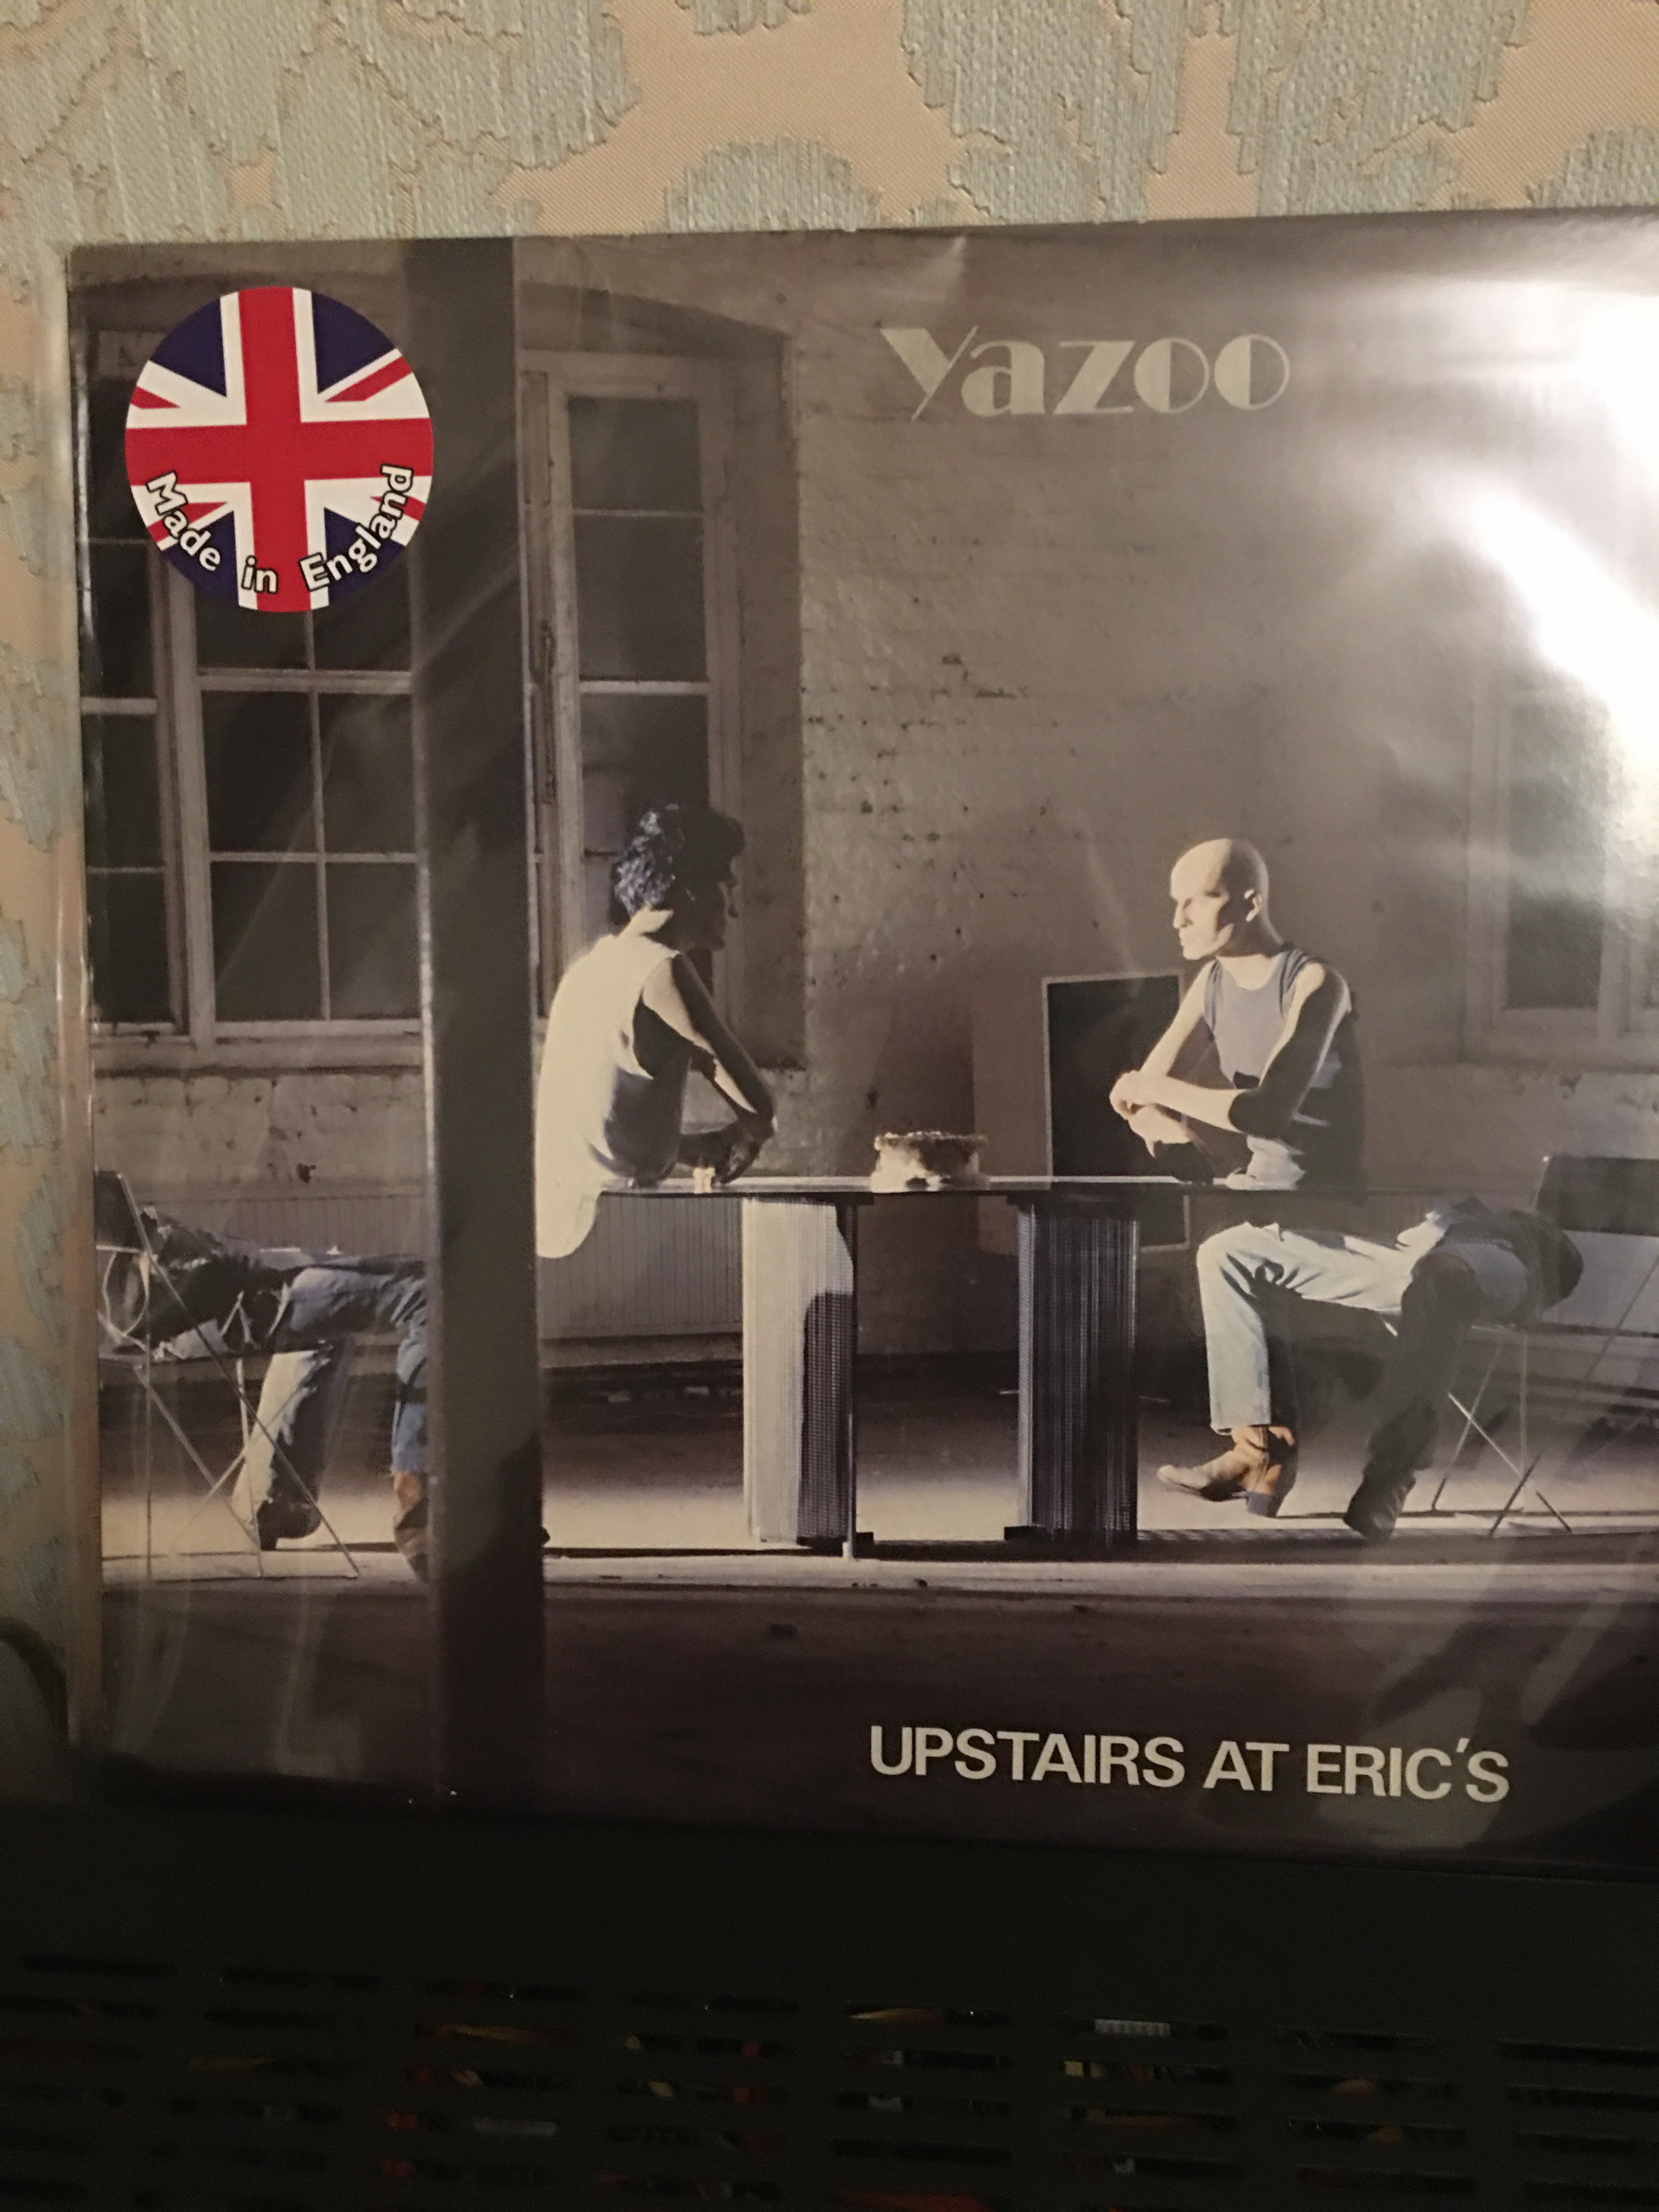 Yazoo
Made in England
UPSTAIRS AT ERIC'S